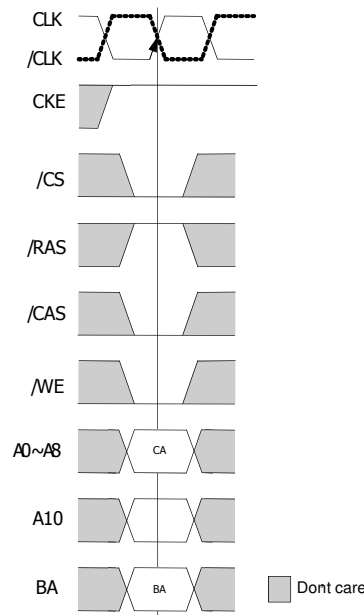 CLK
/CLK
CKE
/CS
/RAS
/CAS
/WE
A0~A8
CA
A10
BA
BA
Dont care